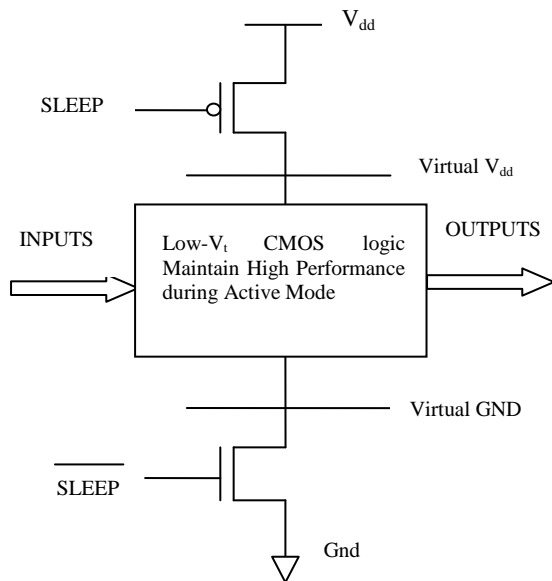 V_dd
SLEEP
Virtual V_dd
INPUTS
OUTPUTS
Low-V_t CMOS logic
Maintain High Performance
during Active Mode
Virtual GND
SLEEP
Gnd